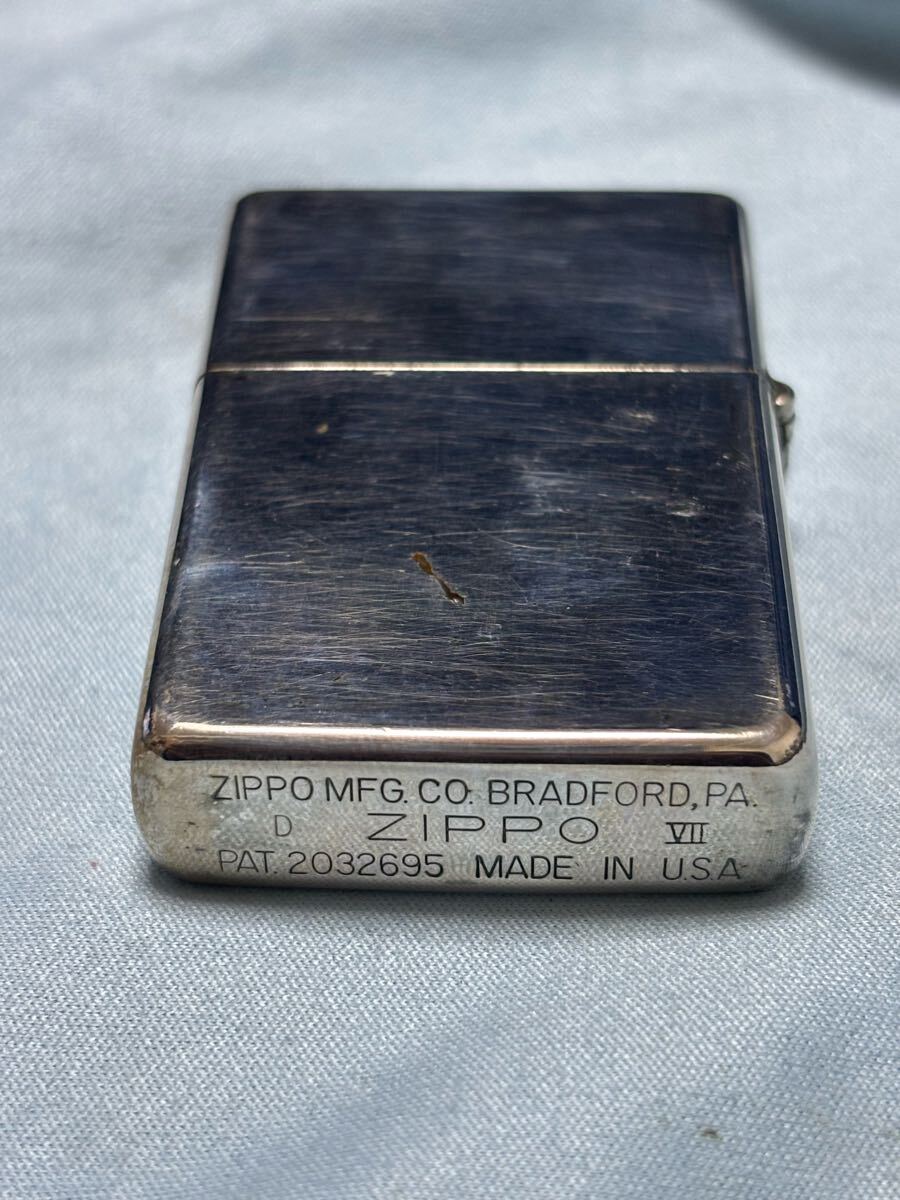 ZIPPO MFG. CO. BRADFORD, PA.
D ZIPPO VII
PAT. 2032695 MADE IN U.S.A